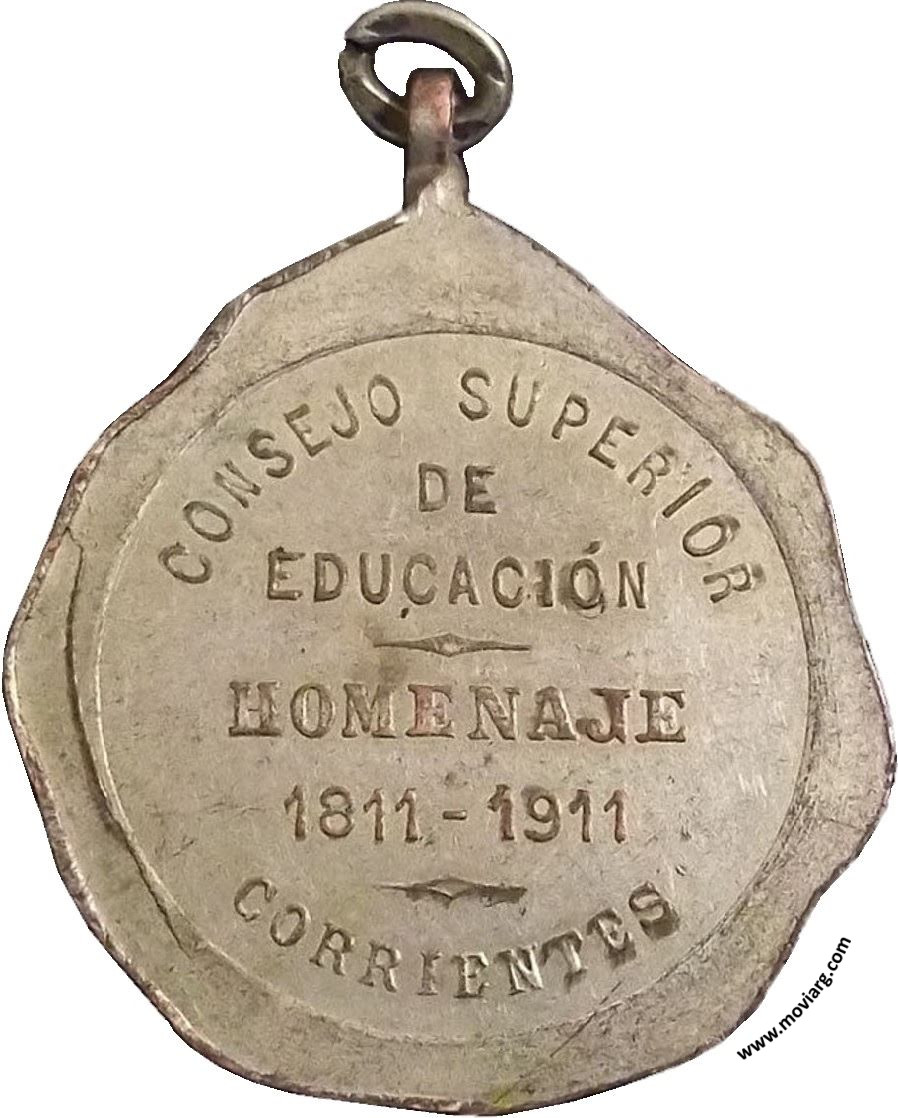 CONSEJO SUPERIOR
DE
EDUCACIÓN
HOMENAJE
1811-1911
CORRIENTES
www.moviarg.com